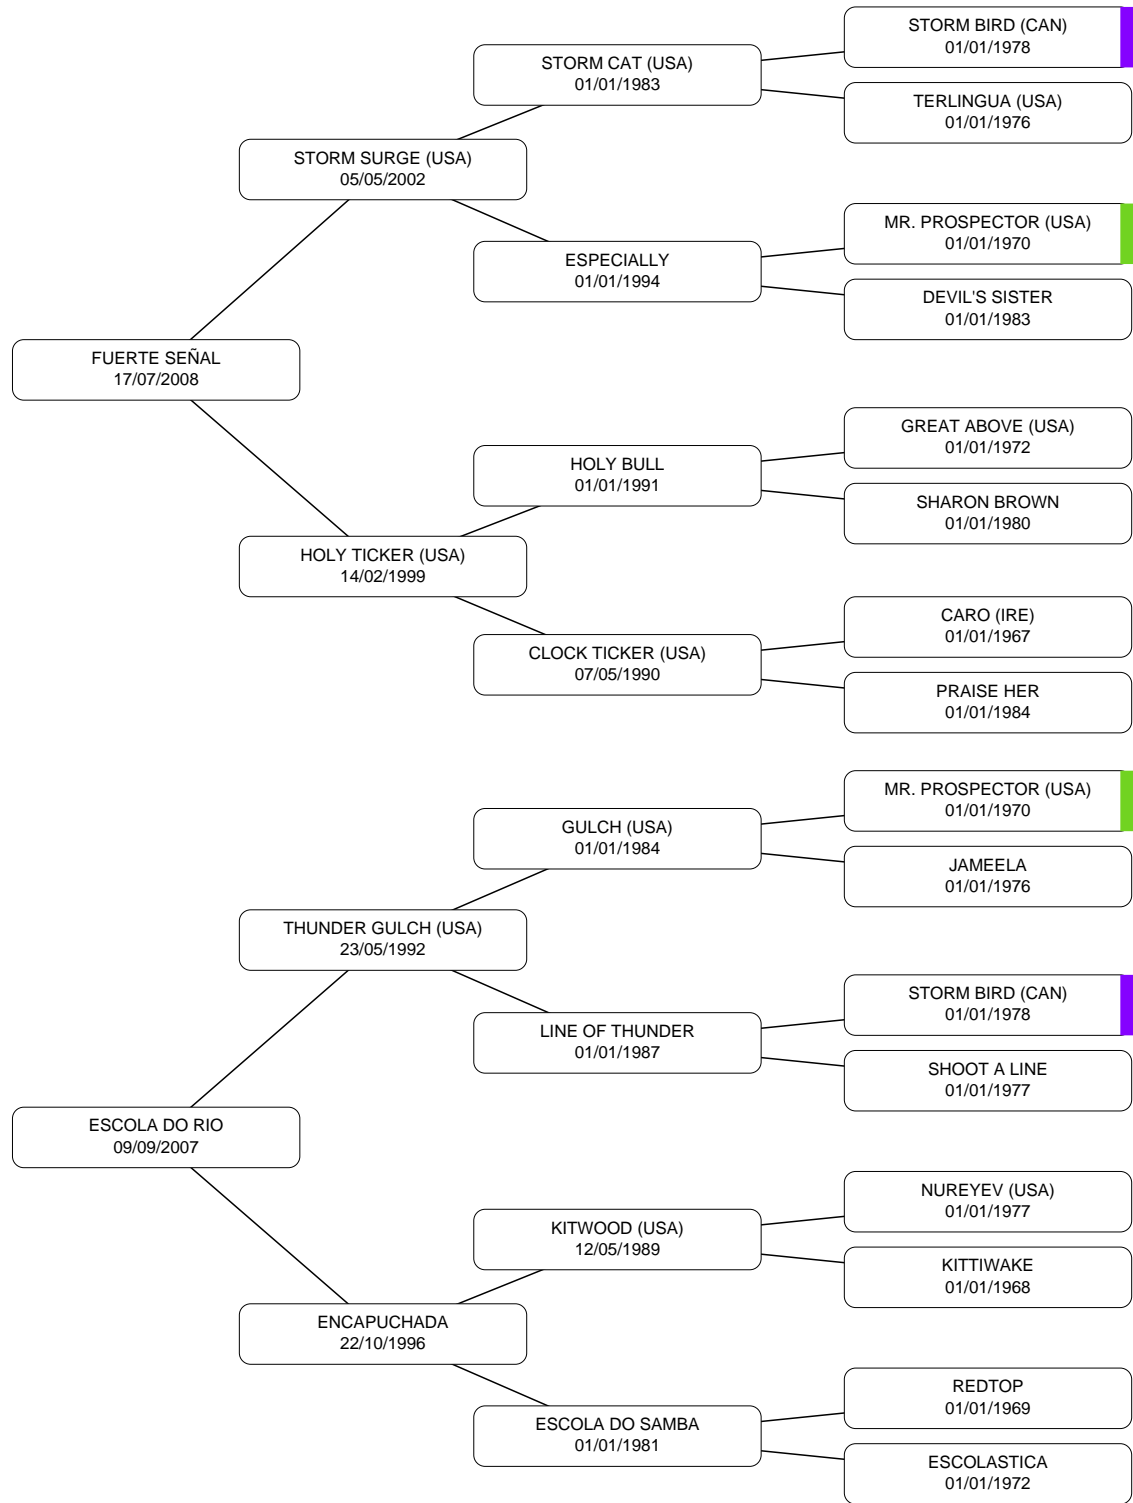 STORM BIRD (CAN)
01/01/1978
STORM CAT (USA)
01/01/1983
TERLINGUA (USA)
01/01/1976
STORM SURGE (USA)
05/05/2002
MR. PROSPECTOR (USA)
01/01/1970
ESPECIALLY
01/01/1994
DEVIL'S SISTER
01/01/1983
FUERTE SEÑAL
17/07/2008
GREAT ABOVE (USA)
01/01/1972
HOLY BULL
01/01/1991
SHARON BROWN
01/01/1980
HOLY TICKER (USA)
14/02/1999
CARO (IRE)
01/01/1967
CLOCK TICKER (USA)
07/05/1990
PRAISE HER
01/01/1984
MR. PROSPECTOR (USA)
01/01/1970
GULCH (USA)
01/01/1984
JAMEELA
01/01/1976
THUNDER GULCH (USA)
23/05/1992
STORM BIRD (CAN)
01/01/1978
LINE OF THUNDER
01/01/1987
SHOOT A LINE
01/01/1977
ESCOLA DO RIO
09/09/2007
NUREYEV (USA)
01/01/1977
KITWOOD (USA)
12/05/1989
KITTIWAKE
01/01/1968
ENCAPUCHADA
22/10/1996
REDTOP
01/01/1969
ESCOLA DO SAMBA
01/01/1981
ESCOLASTICA
01/01/1972